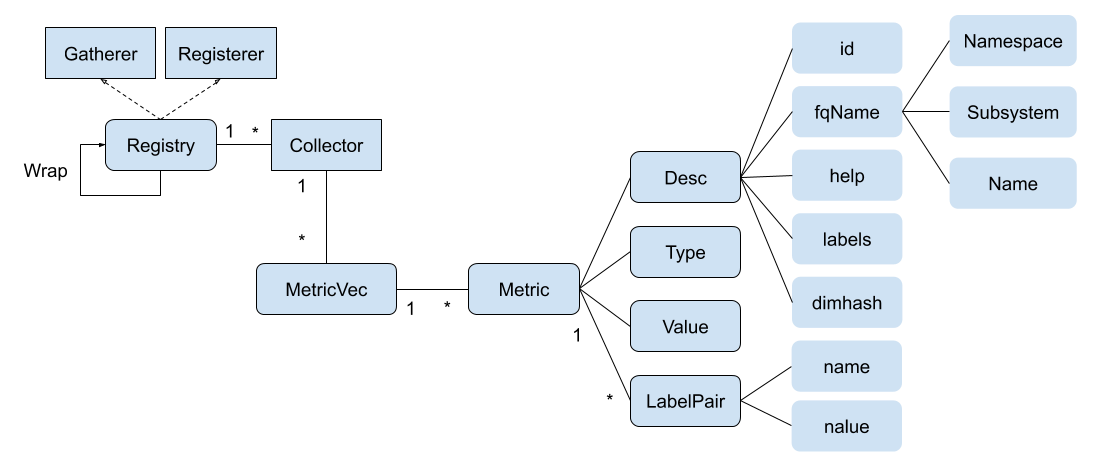 Gatherer
Registerer
Registry
1
*
Collector
Wrap
1
*
MetricVec
1
*
Metric
1
*
Desc
Type
Value
LabelPair
id
fqName
help
labels
dimhash
name
nalue
Namespace
Subsystem
Name